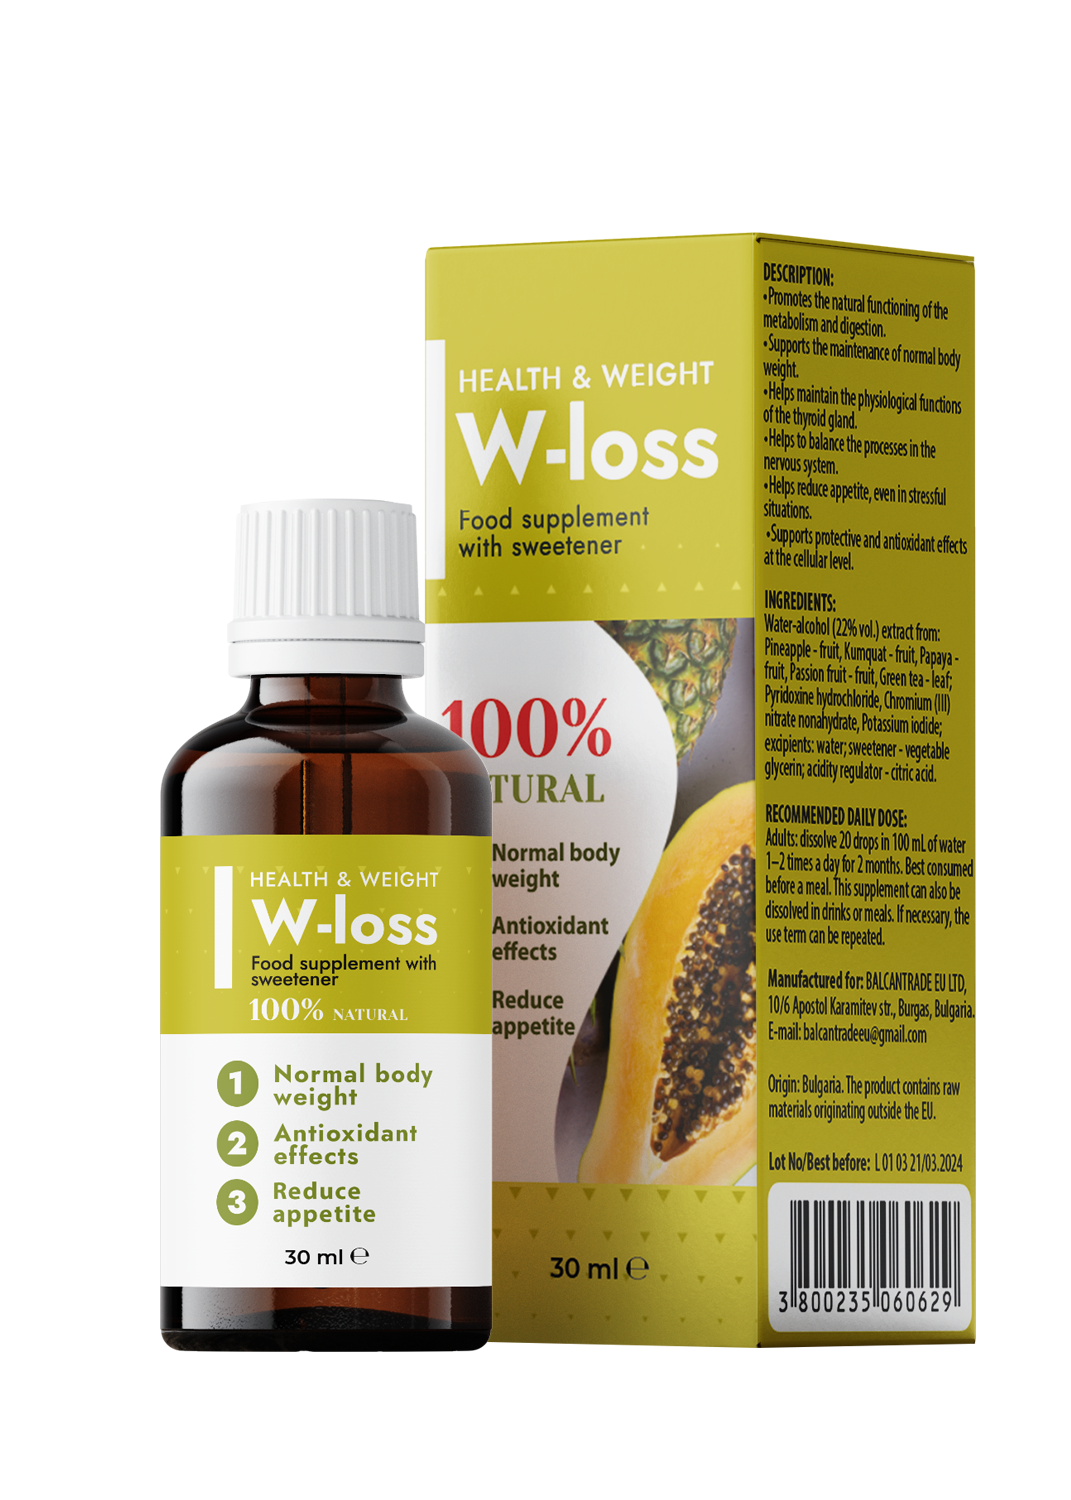 HEALTH & WEIGHT
W-loss
Food supplement
with sweetener
100%
TURAL
Normal body
weight
Antioxidant
effects
Reduce
appetite
30 ml ℮
DESCRIPTION:
•Promotes the natural functioning of the
metabolism and digestion.
•Supports the maintenance of normal body
weight.
•Helps maintain the physiological functions
of the thyroid gland.
•Helps to balance the processes in the
nervous system.
•Helps reduce appetite, even in stressful
situations.
•Supports protective and antioxidant effects
at the cellular level.
INGREDIENTS:
Water-alcohol (22% vol.) extract from:
Pineapple - fruit, Kumquat - fruit, Papaya -
fruit, Passion fruit - fruit, Green tea - leaf;
Pyridoxine hydrochloride, Chromium (III)
nitrate nonahydrate, Potassium iodide;
excipients: water; sweetener - vegetable
glycerin; acidity regulator - citric acid.
RECOMMENDED DAILY DOSE:
Adults: dissolve 20 drops in 100 mL of water
1–2 times a day for 2 months. Best consumed
before a meal. This supplement can also be
dissolved in drinks or meals. If necessary, the
use term can be repeated.
Manufactured for: BALCANTRADE EU LTD,
10/6 Apostol Karamitev str., Burgas, Bulgaria.
E-mail: balcantradeeu@gmail.com
Origin: Bulgaria. The product contains raw
materials originating outside the EU.
Lot No/Best before: L 01 03 21/03.2024
3 800235 060629
HEALTH & WEIGHT
W-loss
Food supplement with
sweetener
100% NATURAL
1 Normal body
weight
2 Antioxidant
effects
3 Reduce
appetite
30 ml ℮